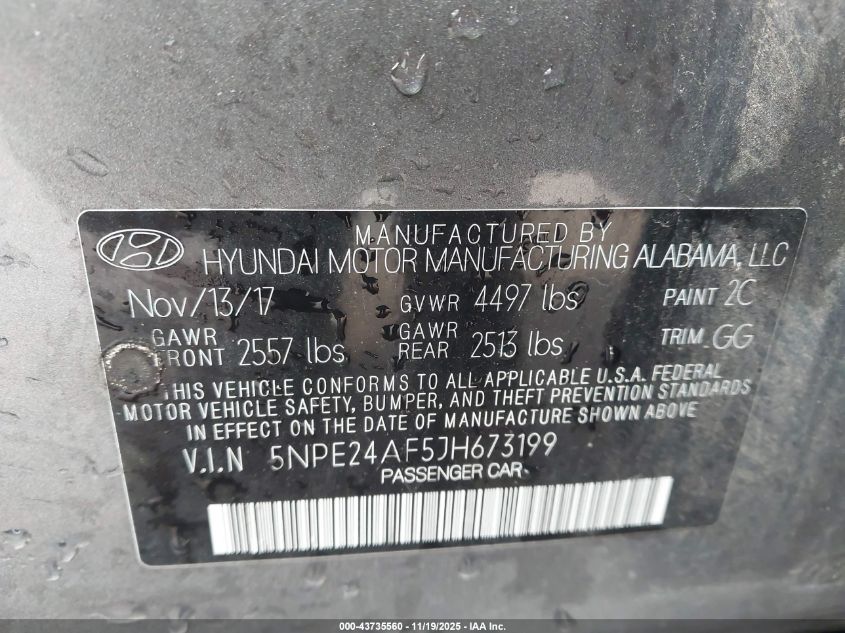 MANUFACTURED BY
HYUNDAI MOTOR MANUFACTURING ALABAMA, LLC
Nov/13/17 GVWR 4497 lbs PAINT 2C
GAWR FRONT 2557 lbs GAWR REAR 2513 lbs TRIM GG
THIS VEHICLE CONFORMS TO ALL APPLICABLE U.S.A. FEDERAL
MOTOR VEHICLE SAFETY, BUMPER, AND THEFT PREVENTION STANDARDS
IN EFFECT ON THE DATE OF MANUFACTURE SHOWN ABOVE
V.I.N 5NPE24AF5JH673199
PASSENGER CAR
000-43735560 - 11/19/2025 - IAA Inc.